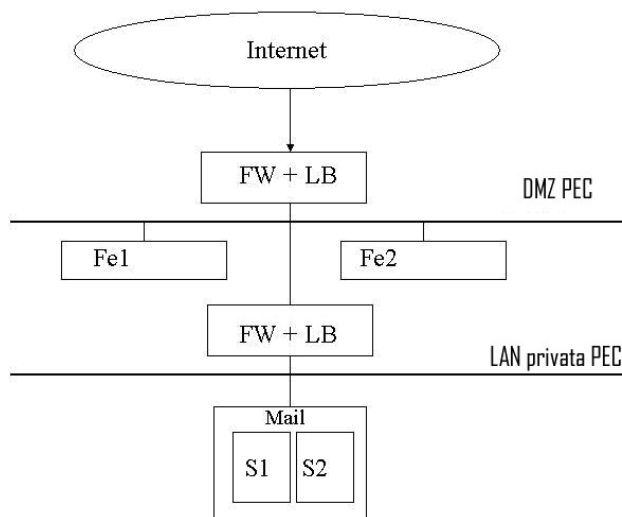 Internet
FW + LB
DMZ PEC
Fe1
Fe2
FW + LB
LAN privata PEC
Mail
S1
S2